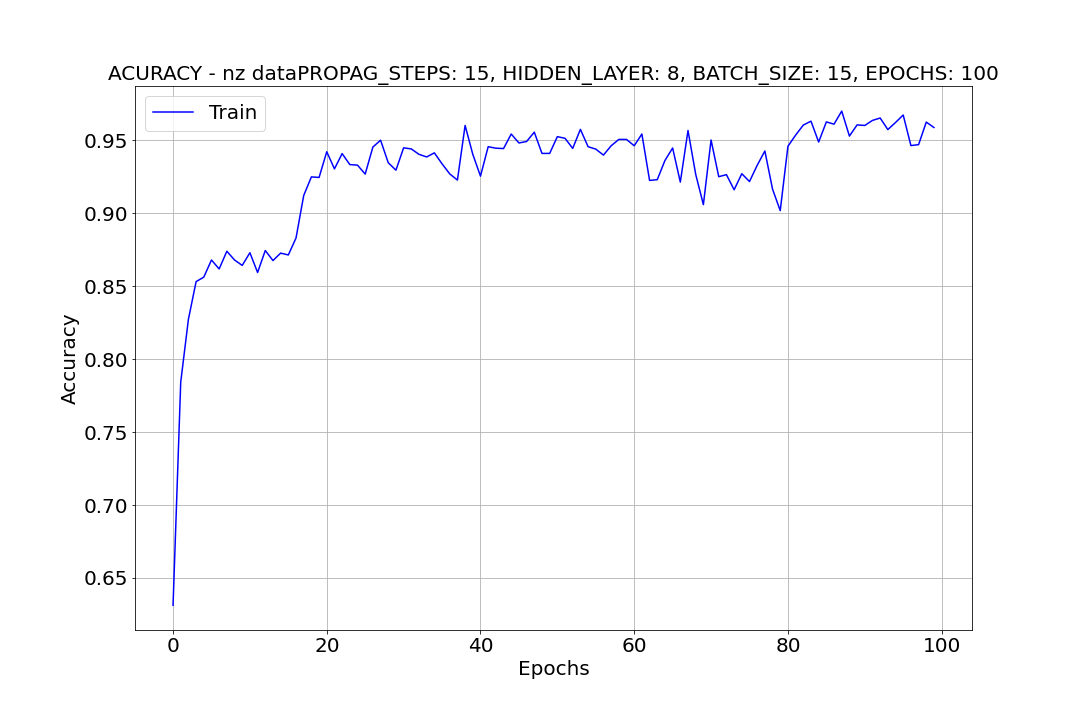 ACURACY - nz dataPROPAG_STEPS: 15, HIDDEN_LAYER: 8, BATCH_SIZE: 15, EPOCHS: 100
Train
0.95
0.90
0.85
0.80
0.75
0.70
0.65
Accuracy
0 20 40 60 80 100
Epochs